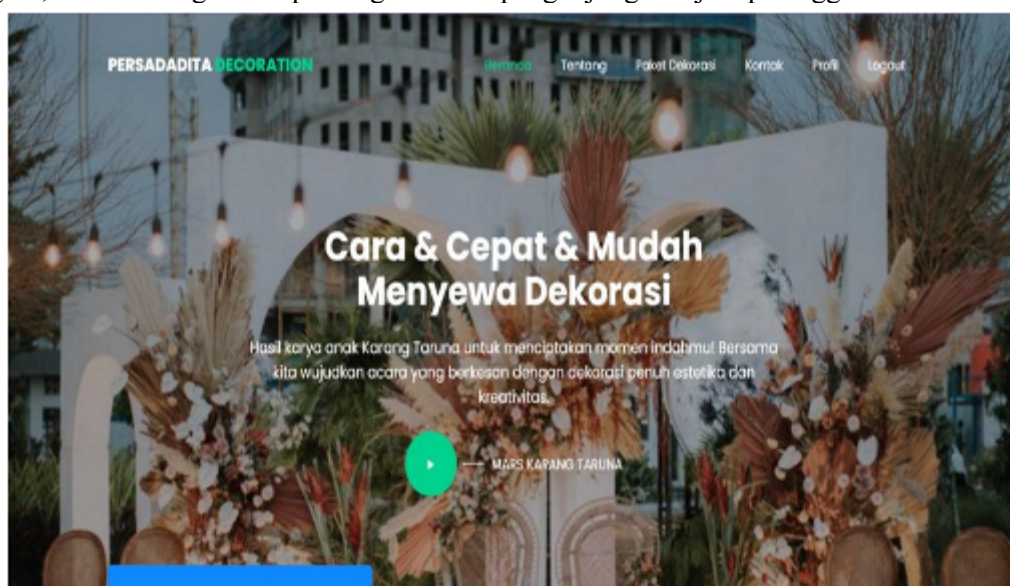 PERSADADITA DECORATION
Beranda Tentang Paket Dekorasi Kontak Profil Logout
Cara & Cepat & Mudah
Menyewa Dekorasi
Hasil karya anak Karang Taruna untuk menciptakan momen indahmu! Bersama
kita wujudkan acara yang berkesan dengan dekorasi penuh estetika dan
kreativitas.
MARS KARANG TARUNA